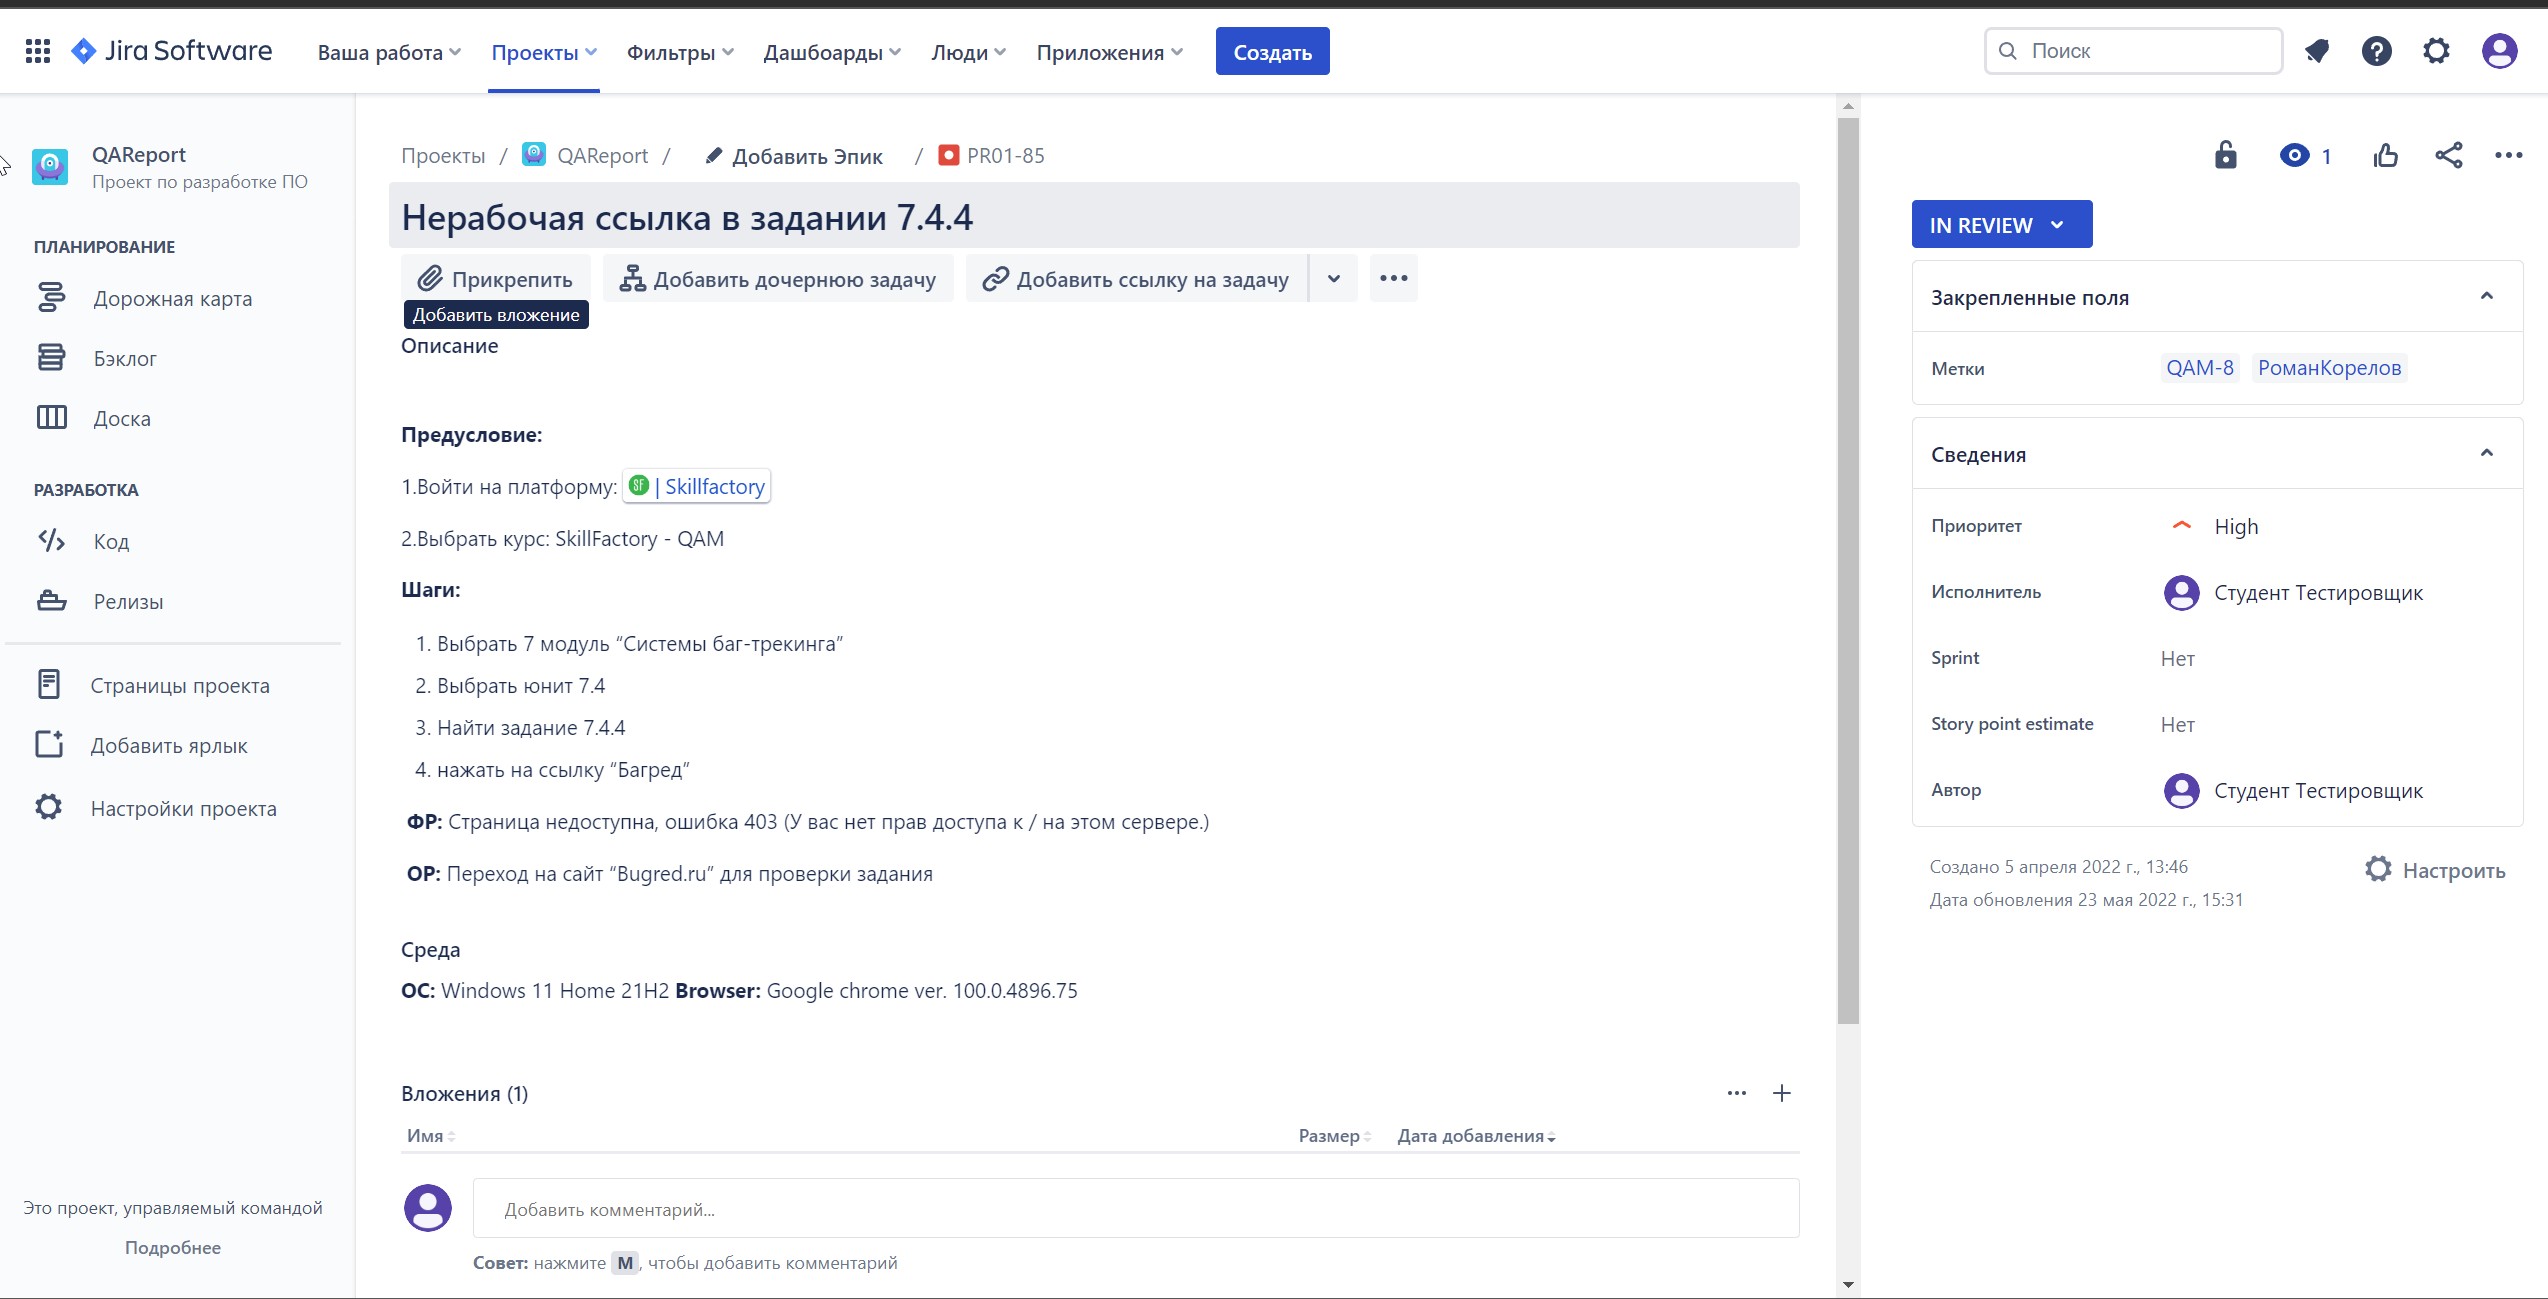 Jira Software Ваша работа Проекты Фильтры Дашборды Люди Приложения Создать Поиск
QAReport
Проект по разработке ПО
ПЛАНИРОВАНИЕ
Дорожная карта
Бэклог
Доска
РАЗРАБОТКА
Код
Релизы
Страницы проекта
Добавить ярлык
Настройки проекта
Это проект, управляемый командой
Подробнее
Проекты / QAReport / Добавить Эпик / PR01-85
Нерабочая ссылка в задании 7.4.4
Прикрепить Добавить дочернюю задачу Добавить ссылку на задачу
Добавить вложение
Описание
Предусловие:
1.Войти на платформу: SF | Skillfactory
2.Выбрать курс: SkillFactory - QAM
Шаги:
1. Выбрать 7 модуль “Системы баг-трекинга”
2. Выбрать юнит 7.4
3. Найти задание 7.4.4
4. нажать на ссылку “Багред”
ФР: Страница недоступна, ошибка 403 (У вас нет прав доступа к / на этом сервере.)
ОР: Переход на сайт “Bugred.ru” для проверки задания
Среда
ОС: Windows 11 Home 21H2 Browser: Google chrome ver. 100.0.4896.75
Вложения (1)
Имя Размер Дата добавления
Добавить комментарий...
Совет: нажмите M, чтобы добавить комментарий
1
IN REVIEW
Закрепленные поля
Метки QAM-8 РоманКорелов
Сведения
Приоритет High
Исполнитель Студент Тестировщик
Sprint Нет
Story point estimate Нет
Автор Студент Тестировщик
Создано 5 апреля 2022 г., 13:46
Дата обновления 23 мая 2022 г., 15:31
Настроить